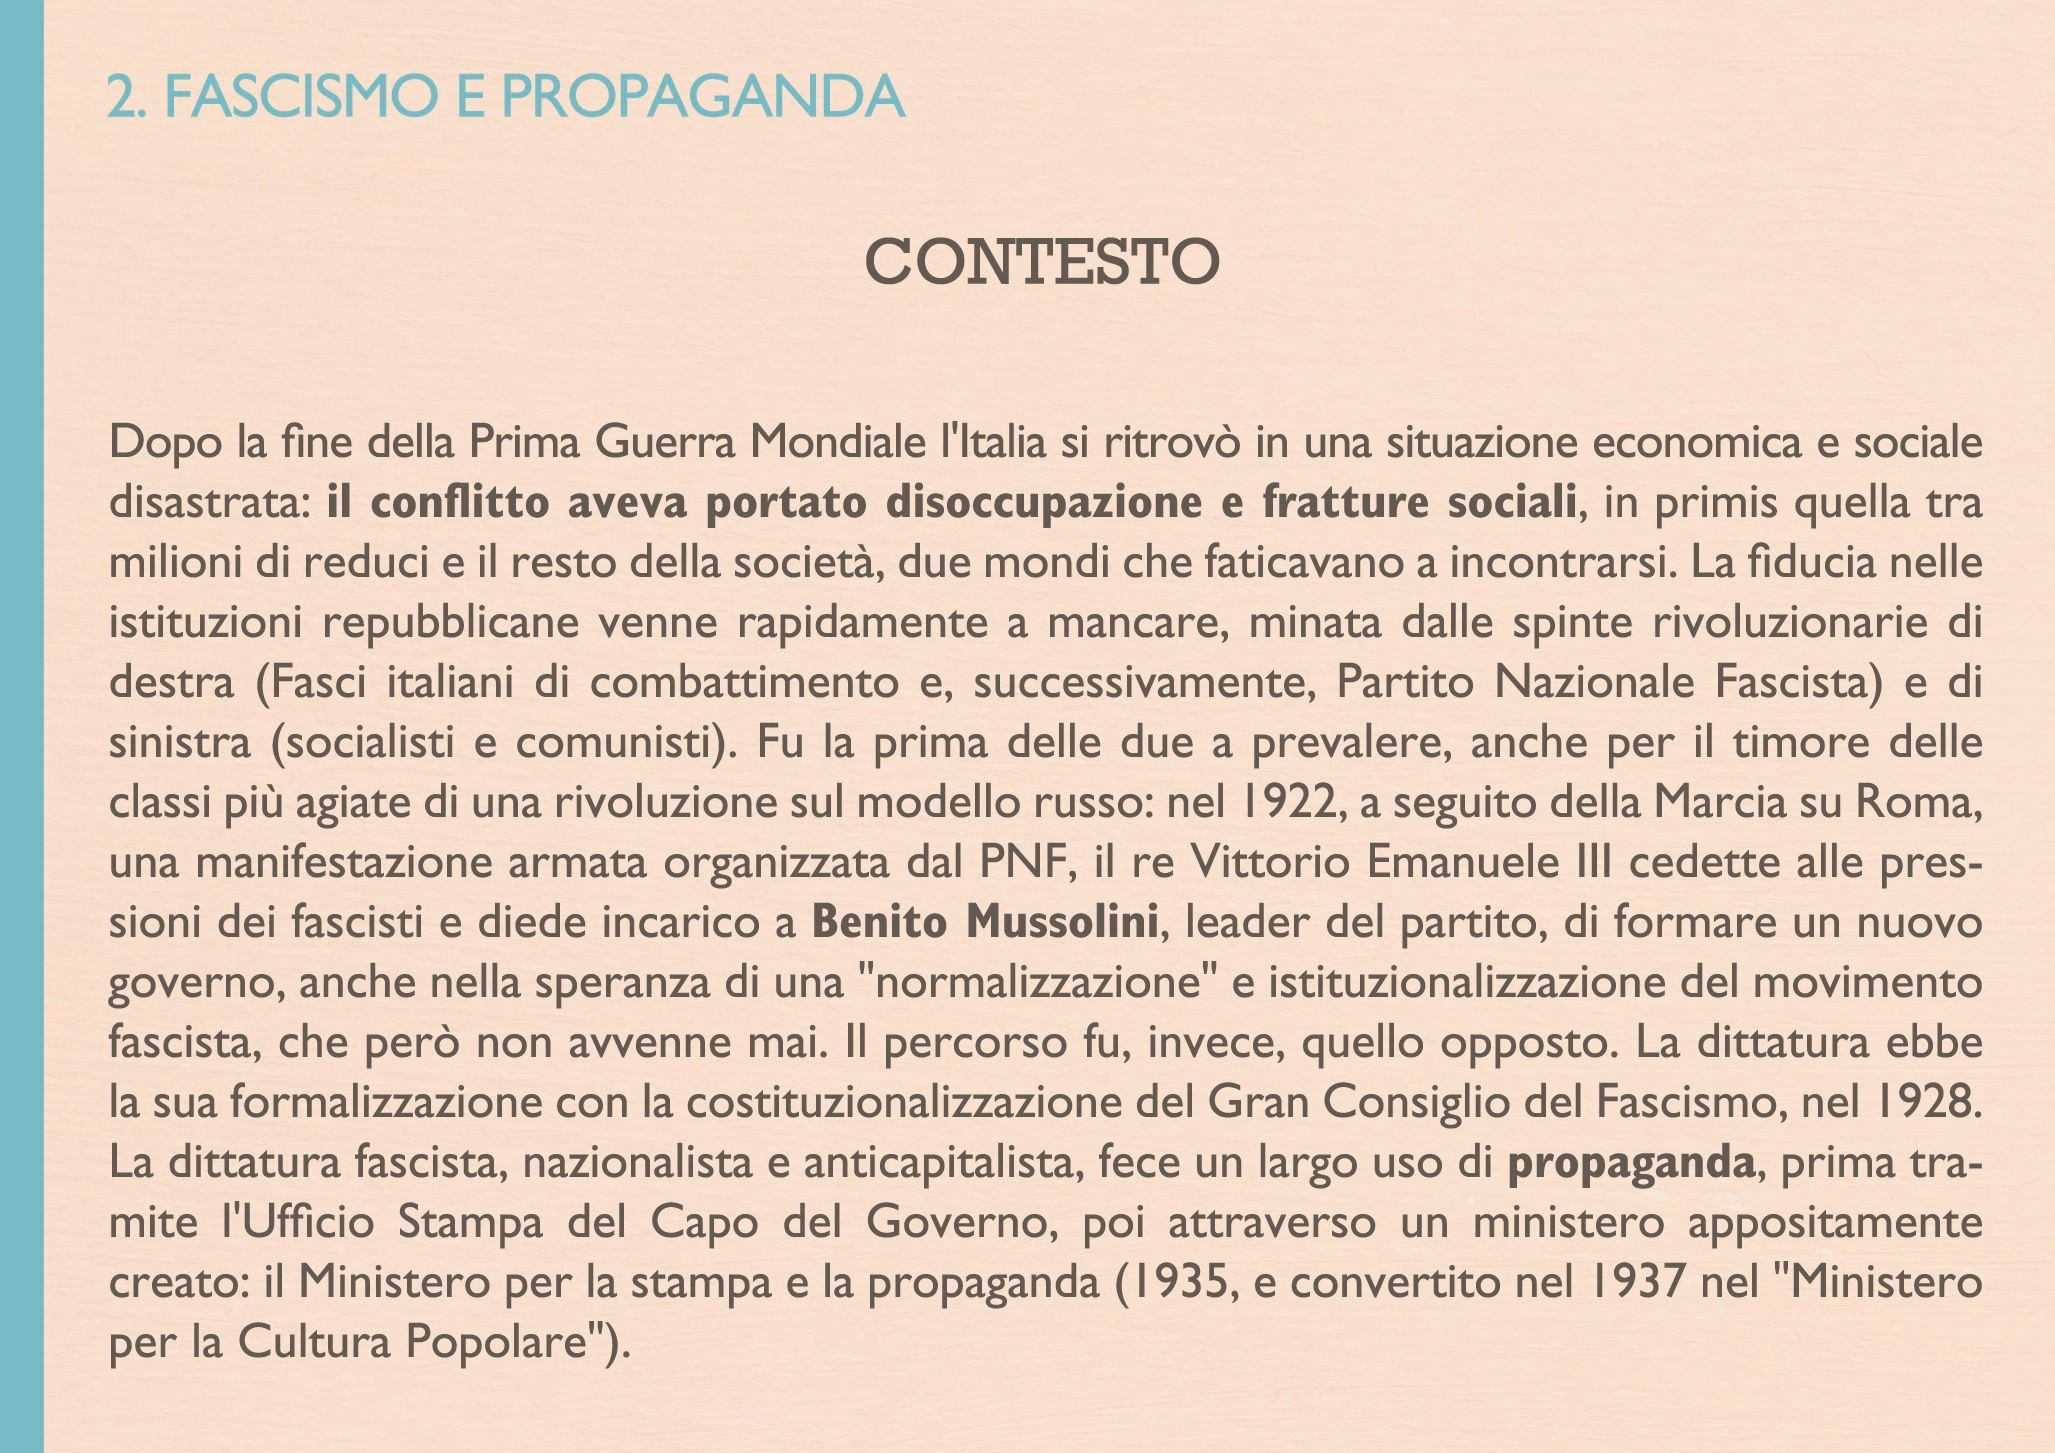 2. FASCISMO E PROPAGANDA
CONTESTO
Dopo la fine della Prima Guerra Mondiale l'Italia si ritrovò in una situazione economica e sociale
disastrata: il conflitto aveva portato disoccupazione e fratture sociali, in primis quella tra
milioni di reduci e il resto della società, due mondi che faticavano a incontrarsi. La fiducia nelle
istituzioni repubblicane venne rapidamente a mancare, minata dalle spinte rivoluzionarie di
destra (Fasci italiani di combattimento e, successivamente, Partito Nazionale Fascista) e di
sinistra (socialisti e comunisti). Fu la prima delle due a prevalere, anche per il timore delle
classi più agiate di una rivoluzione sul modello russo: nel 1922, a seguito della Marcia su Roma,
una manifestazione armata organizzata dal PNF, il re Vittorio Emanuele III cedette alle pres-
sioni dei fascisti e diede incarico a Benito Mussolini, leader del partito, di formare un nuovo
governo, anche nella speranza di una "normalizzazione" e istituzionalizzazione del movimento
fascista, che però non avvenne mai. Il percorso fu, invece, quello opposto. La dittatura ebbe
la sua formalizzazione con la costituzionalizzazione del Gran Consiglio del Fascismo, nel 1928.
La dittatura fascista, nazionalista e anticapitalista, fece un largo uso di propaganda, prima tra-
mite l'Ufficio Stampa del Capo del Governo, poi attraverso un ministero appositamente
creato: il Ministero per la stampa e la propaganda (1935, e convertito nel 1937 nel "Ministero
per la Cultura Popolare").